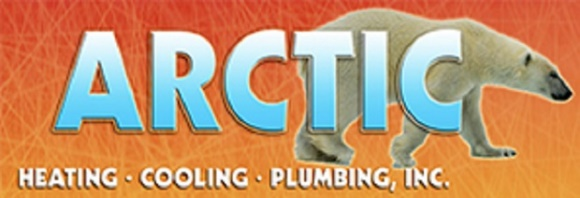 ARCTIC
HEATING · COOLING · PLUMBING, INC.